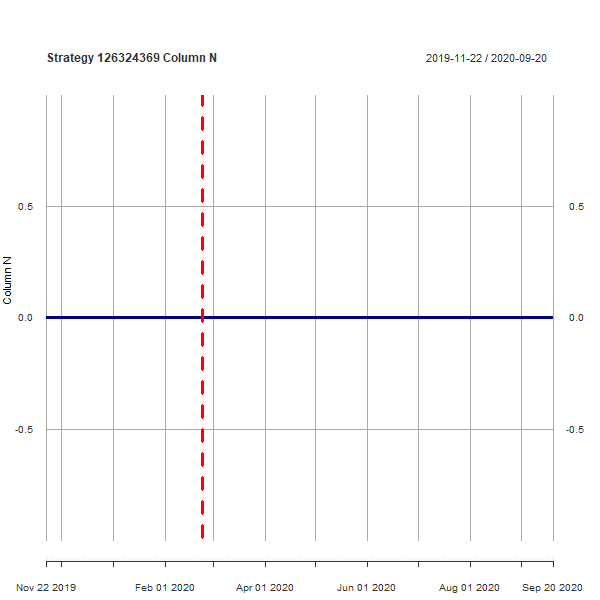 Strategy 126324369 Column N
2019-11-22 / 2020-09-20
0.5
0.5
Column N
0.0
0.0
-0.5
-0.5
Nov 22 2019
Feb 01 2020
Apr 01 2020
Jun 01 2020
Aug 01 2020
Sep 20 2020